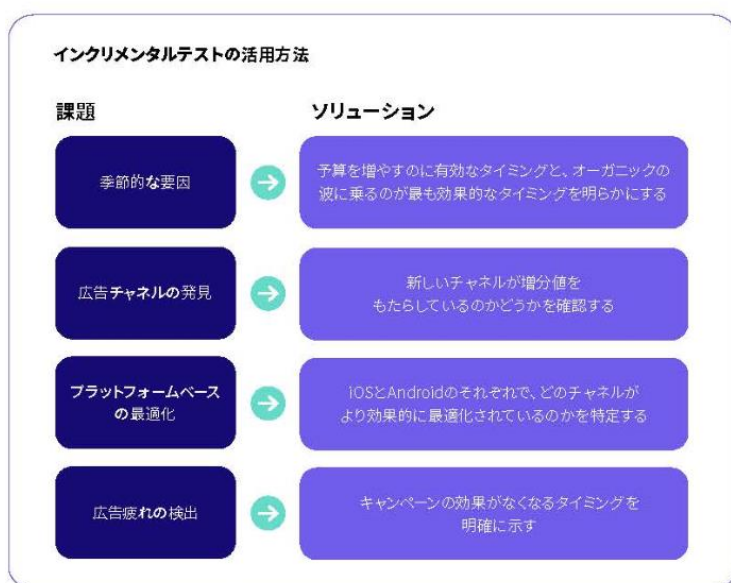 インクリメンタルテストの活用方法
課題
ソリューション
季節的な要因
予算を増やすのに有効なタイミングと、オーガニックの
波に乗るのが最も効果的なタイミングを明らかにする
広告チャネルの発見
新しいチャネルが増分値を
もたらしているのかどうかを確認する
プラットフォームベース
の最適化
iOSとAndroidのそれぞれで、どのチャネルが
より効果的に最適化されているのかを特定する
広告疲れの検出
キャンペーンの効果がなくなるタイミングを
明確に示す